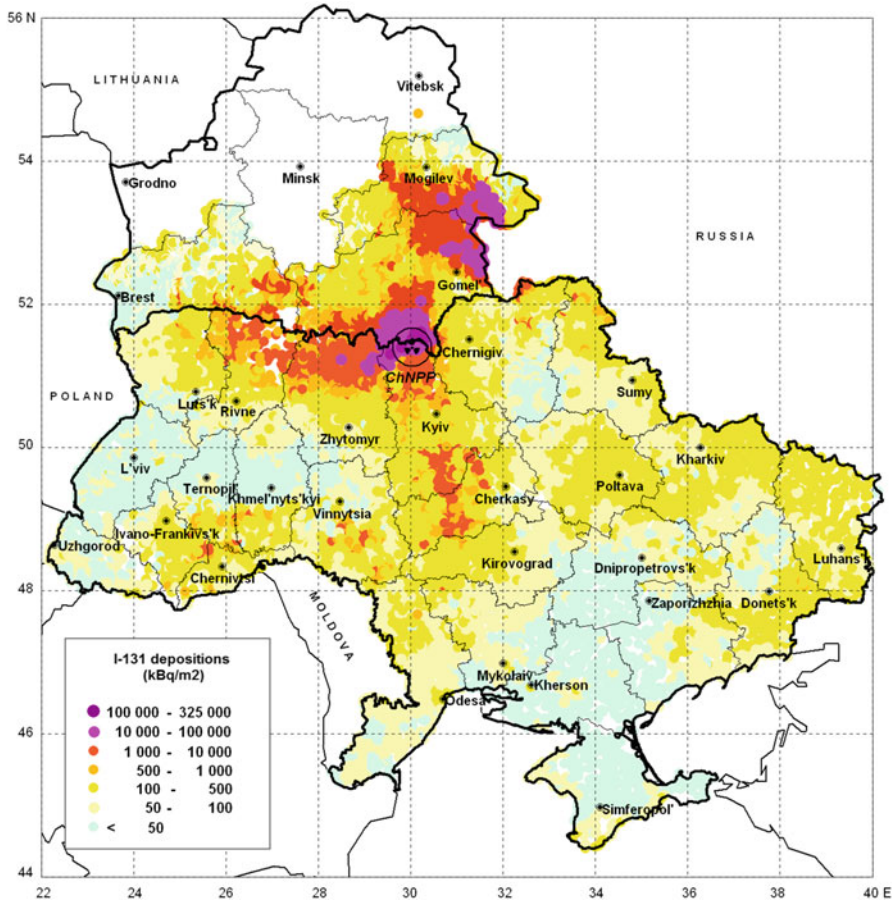 56 N
LITHUANIA
Vitebsk
54
Grodno
Minsk
Mogilev
RUSSIA
Gomel
52
Brest
Chernigiv
ChNPP
POLAND
Luts'k
Rivne
Sumy
Zhytomyr
Kyiv
50
L'viv
Kharkiv
Ternopil'
Khmel'nyts'kyi
Cherkasy
Poltava
Vinnytsia
Ivano-Frankivs'k
Uzhgorod
Kirovograd
Dnipropetrovs'k
Luhans'k
Chernivtsi
48
Zaporizhzhia
Donets'k
MOLDOVA
I-131 depositions
(kBq/m2)
100 000 - 325 000
10 000 - 100 000
1 000 - 10 000
500 - 1 000
100 - 500
50 - 100
< 50
Mykolaiv
Kherson
Odesa
46
Simferopol'
44
22 24 26 28 30 32 34 36 38 40 E